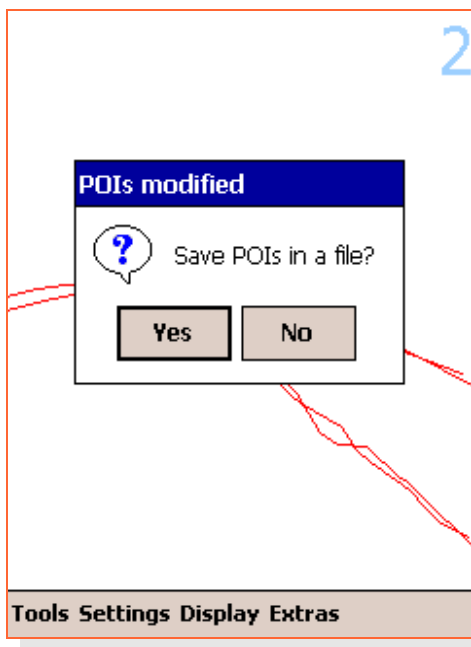 2
POIs modified
?
Save POIs in a file?
Yes No
Tools Settings Display Extras